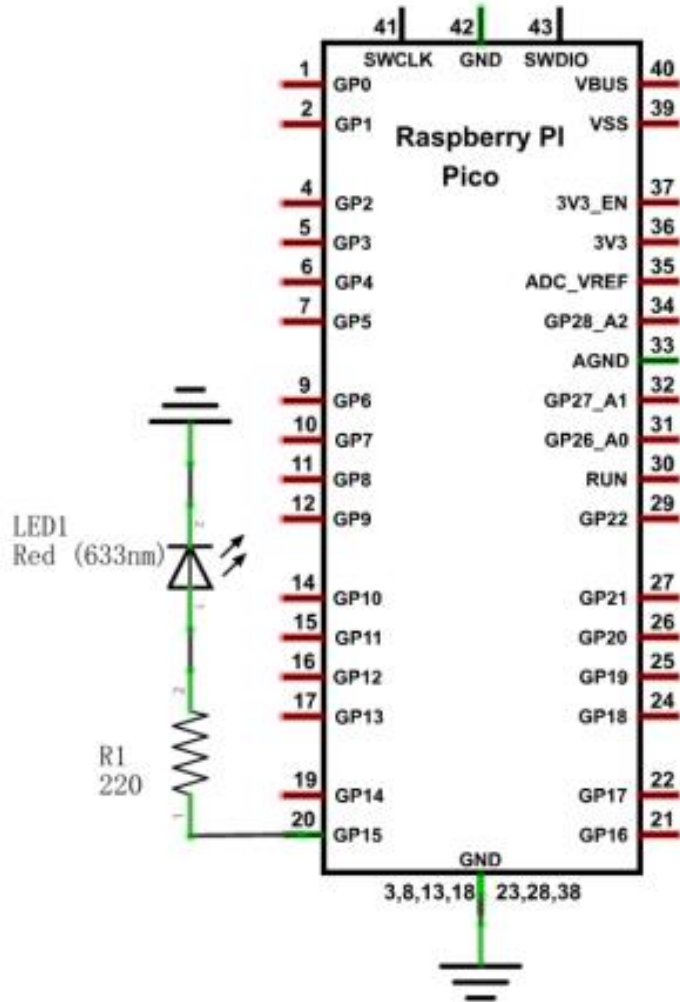 41 42 43
SWCLK GND SWDIO
1 GP0 VBUS 40
2 GP1 VSS 39
Raspberry PI
Pico
4 GP2 3V3_EN 37
5 GP3 3V3 36
6 GP4 ADC_VREF 35
7 GP5 GP28_A2 34
AGND 33
9 GP6 GP27_A1 32
10 GP7 GP26_A0 31
11 GP8 RUN 30
12 GP9 GP22 29
2
LED1
Red (633nm)
1
14 GP10 GP21 27
15 GP11 GP20 26
16 GP12 GP19 25
2
17 GP13 GP18 24
R1
220
19 GP14 GP17 22
1
20 GP15 GP16 21
GND
3,8,13,18 23,28,38